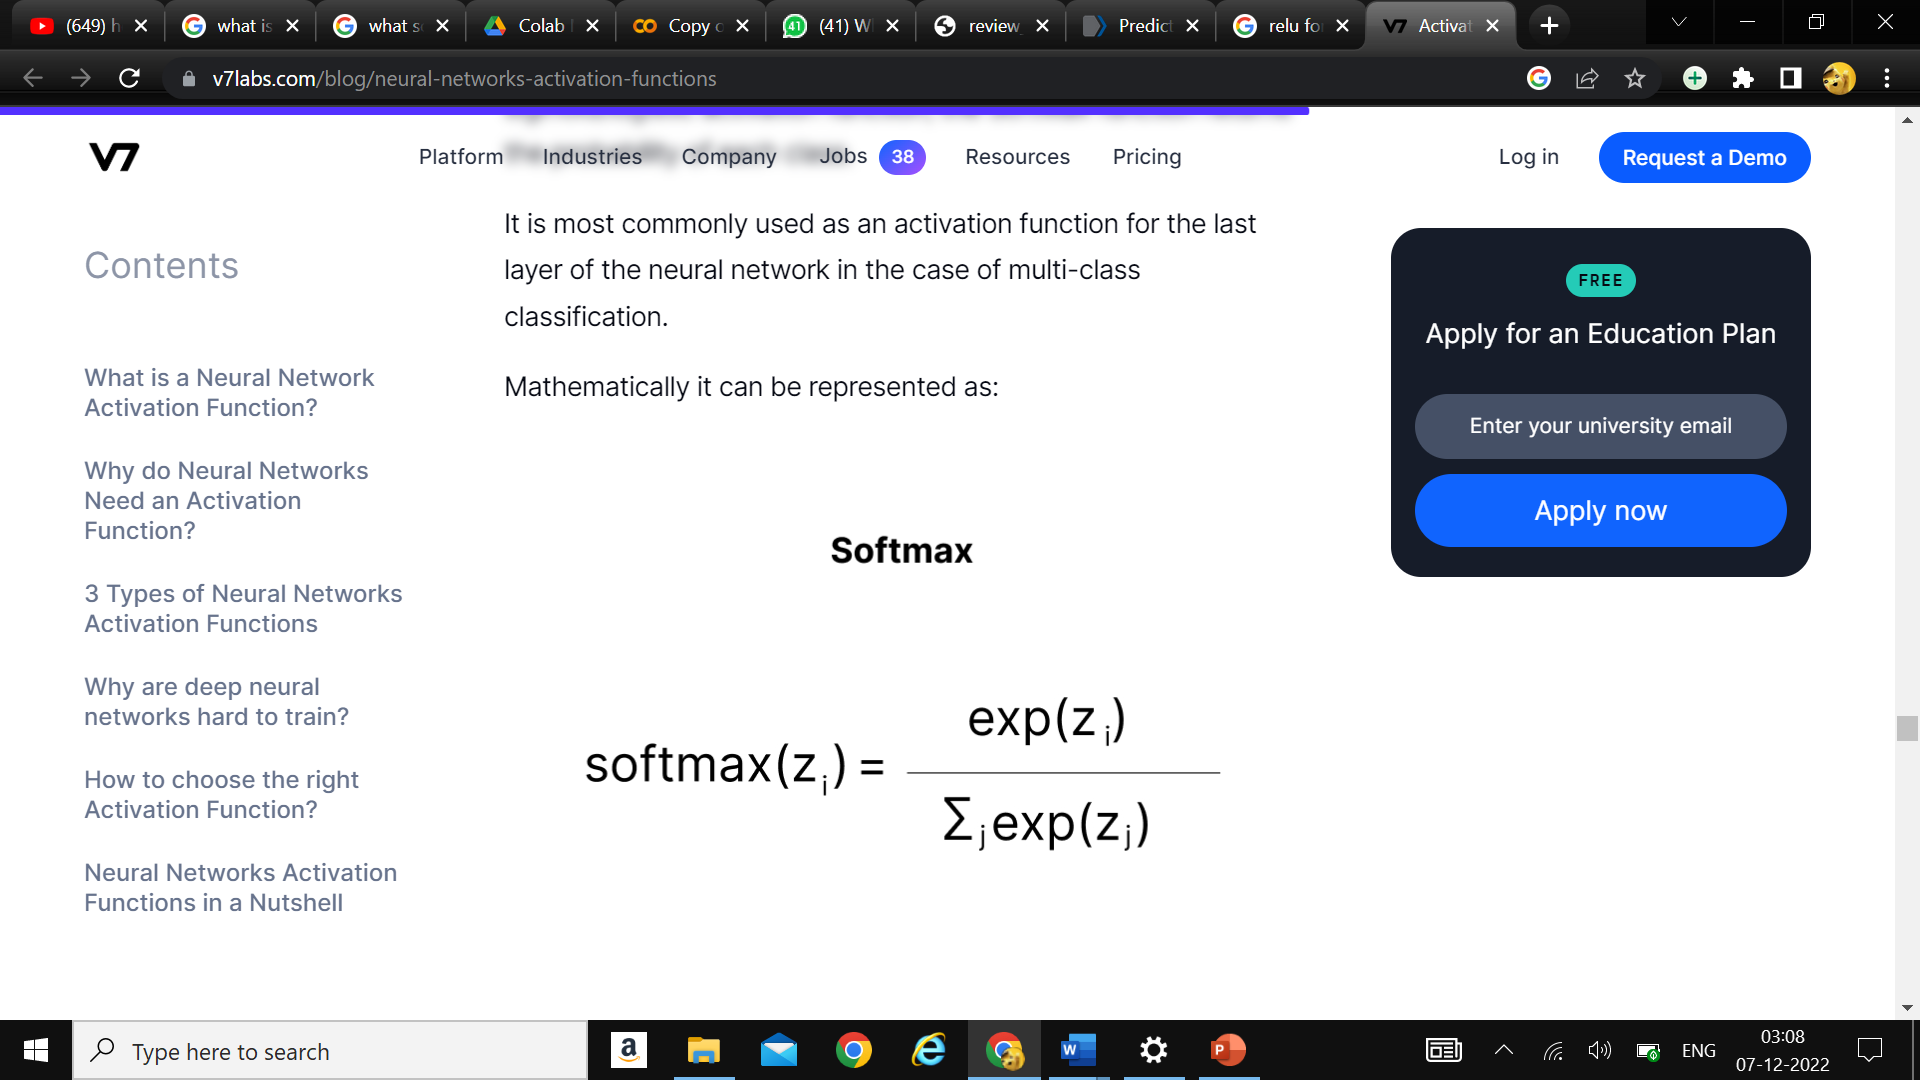 (649) h
what is
what s
Colab
Copy o
(41) W
review
Predict
relu fo
V7 Activat
v7labs.com/blog/neural-networks-activation-functions
V7
Platform Industries Company Jobs 38 Resources Pricing Log in Request a Demo
Contents
What is a Neural Network
Activation Function?
Why do Neural Networks
Need an Activation
Function?
3 Types of Neural Networks
Activation Functions
Why are deep neural
networks hard to train?
How to choose the right
Activation Function?
Neural Networks Activation
Functions in a Nutshell
It is most commonly used as an activation function for the last
layer of the neural network in the case of multi-class
classification.
Mathematically it can be represented as:
Softmax
softmax(zᵢ) = exp(zᵢ) / Σⱼexp(zⱼ)
FREE
Apply for an Education Plan
Enter your university email
Apply now
Type here to search
ENG
03:08
07-12-2022